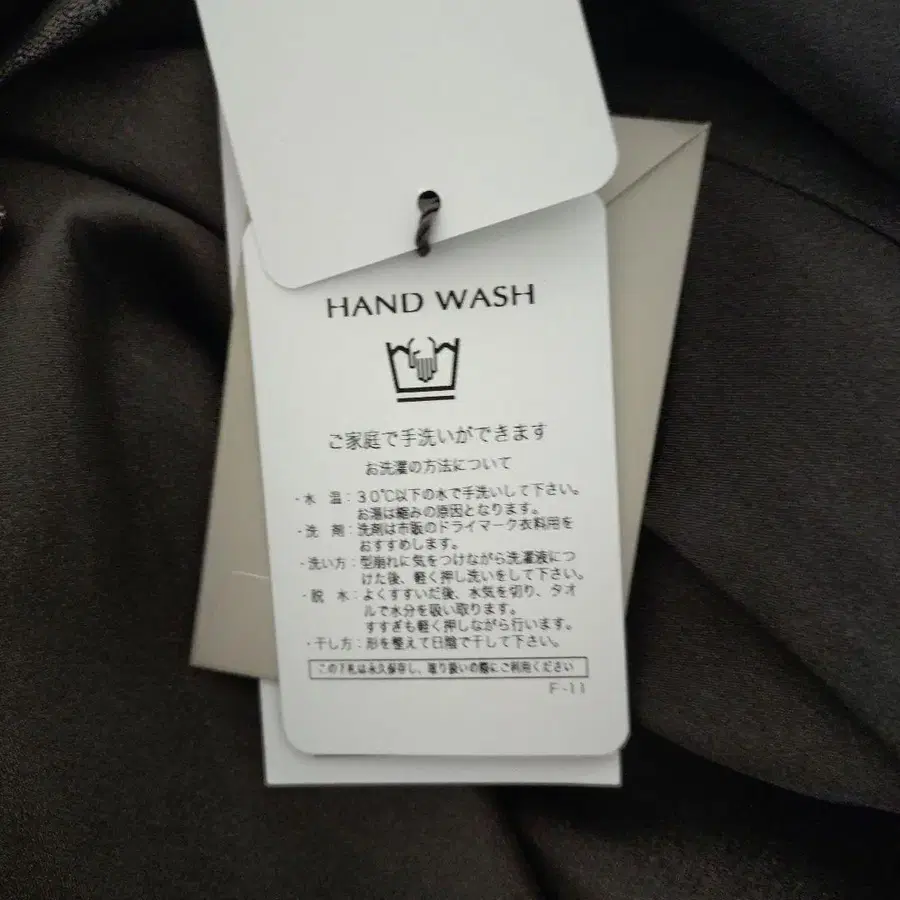 HAND WASH
ご家庭で手洗いができます
お洗濯の方法について
・水　温：30℃以下の水で手洗いして下さい。
お湯は縮みの原因となります。
・洗　剤：洗剤は市販のドライマーク衣料用を
おすすめします。
・洗い方：型崩れに気をつけながら洗濯液につ
けた後、軽く押し洗いをして下さい。
・脱　水：よくすすいだ後、水気を切り、タオ
ルで水分を吸い取ります。
すすぎも軽く押しながら行います。
・干し方：形を整えて日陰で干して下さい。
この下札は永久保存し、取り扱いの際にご利用ください
F-11